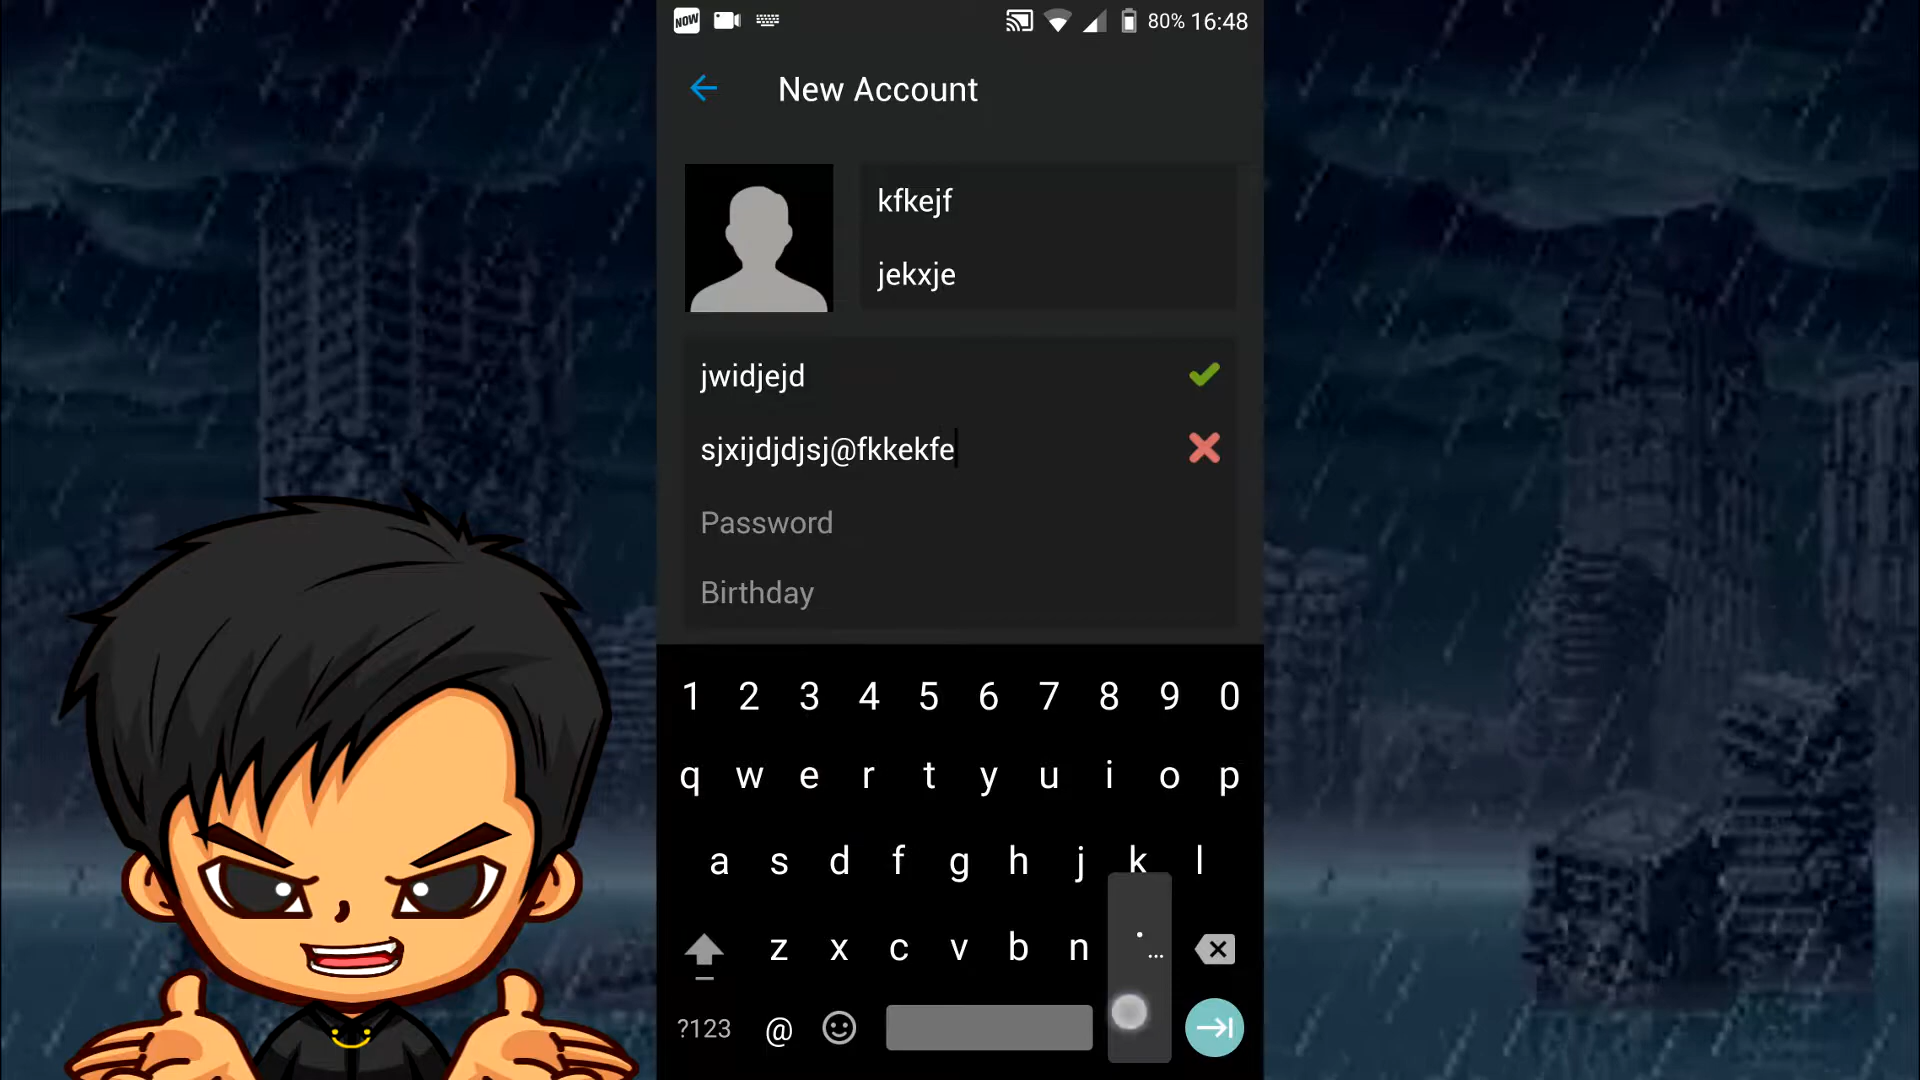 NOW
80% 16:48
New Account
kfkejf
jekxje
jwidjejd
sjxijdjdjsj@fkkekfe
Password
Birthday
1 2 3 4 5 6 7 8 9 0
q w e r t y u i o p
a s d f g h j k l
z x c v b n . ...
?123 @